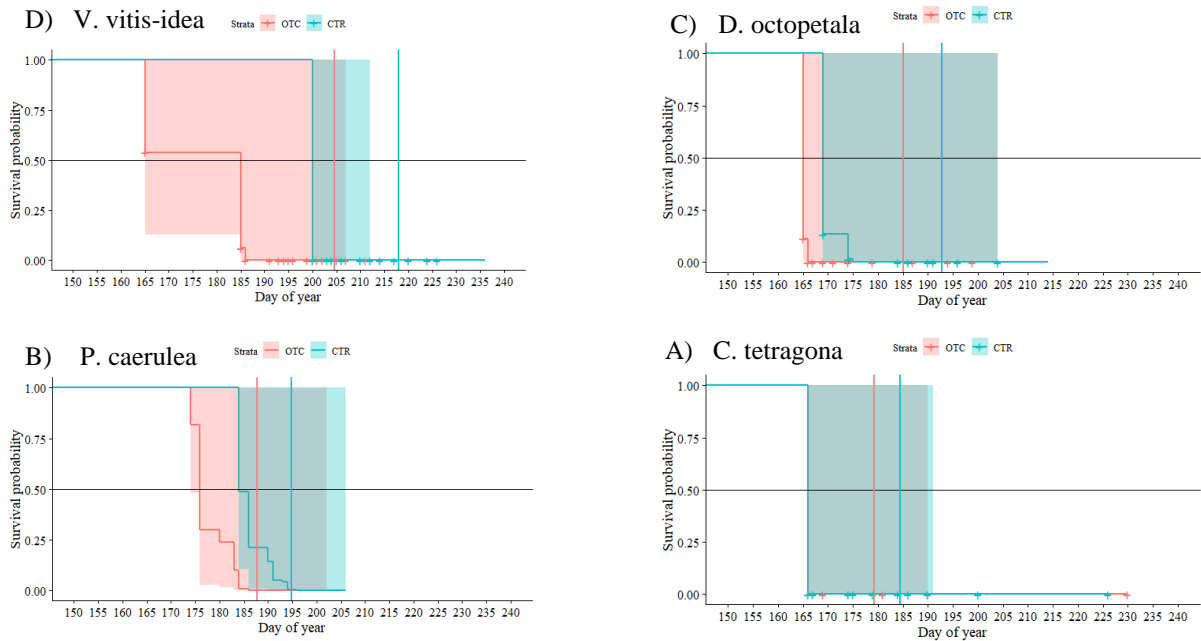 D) V. vitis-idea
Strata OTC CTR
1.00
0.75
0.50
0.25
0.00
Survival probability
150 155 160 165 170 175 180 185 190 195 200 205 210 215 220 225 230 235 240
Day of year
C) D. octopetala
Strata OTC CTR
1.00
0.75
0.50
0.25
0.00
Survival probability
150 155 160 165 170 175 180 185 190 195 200 205 210 215 220 225 230 235 240
Day of year
B) P. caerulea
Strata OTC CTR
1.00
0.75
0.50
0.25
0.00
Survival probability
150 155 160 165 170 175 180 185 190 195 200 205 210 215 220 225 230 235 240
Day of year
A) C. tetragona
Strata OTC CTR
1.00
0.75
0.50
0.25
0.00
Survival probability
150 155 160 165 170 175 180 185 190 195 200 205 210 215 220 225 230 235 240
Day of year